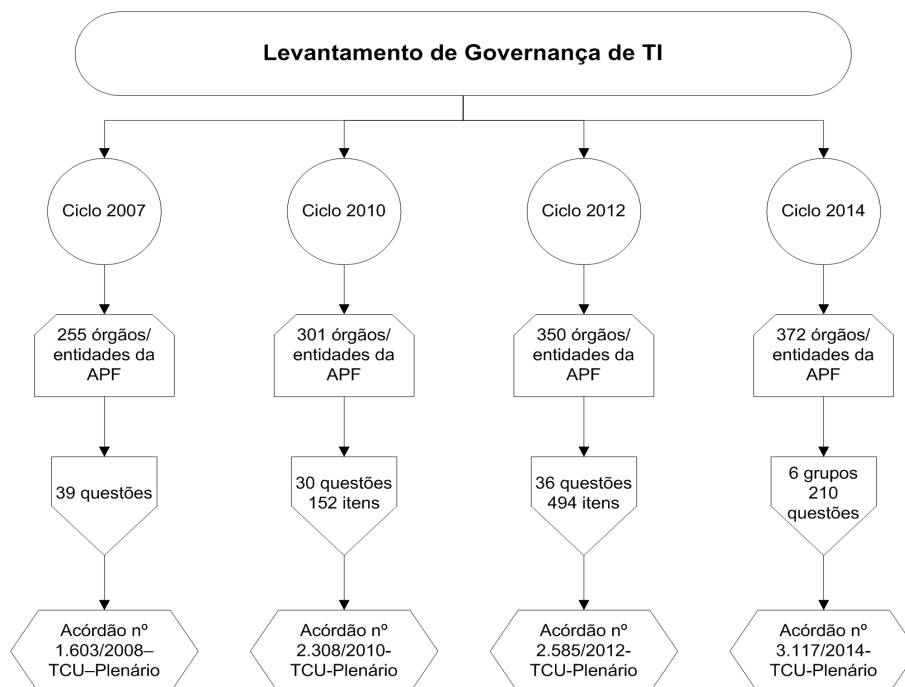 Levantamento de Governança de TI
Ciclo 2007
Ciclo 2010
Ciclo 2012
Ciclo 2014
255 órgãos/
entidades da
APF
301 órgãos/
entidades da
APF
350 órgãos/
entidades da
APF
372 órgãos/
entidades da
APF
39 questões
30 questões
152 itens
36 questões
494 itens
6 grupos
210
questões
Acórdão nº
1.603/2008–
TCU–Plenário
Acórdão nº
2.308/2010-
TCU-Plenário
Acórdão nº
2.585/2012-
TCU-Plenário
Acórdão nº
3.117/2014-
TCU-Plenário